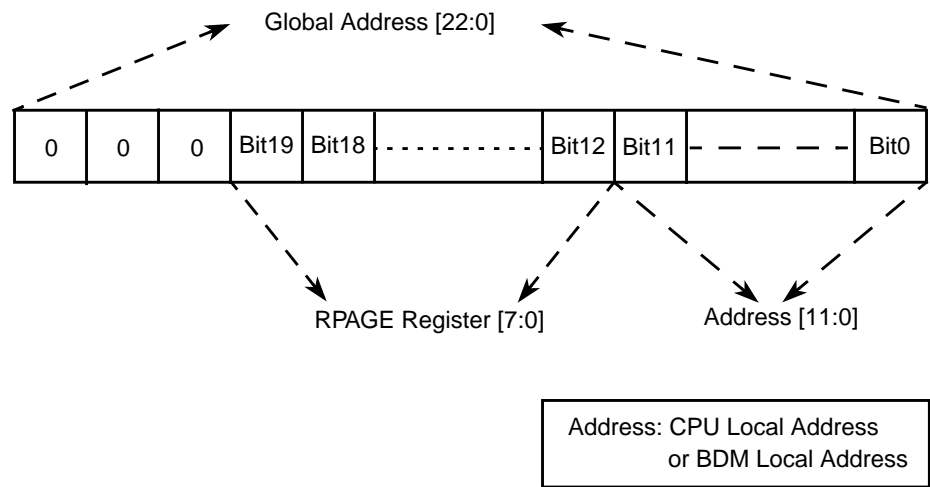 Global Address [22:0]
0 0 0 Bit19 Bit18 Bit12 Bit11 Bit0
RPAGE Register [7:0]
Address [11:0]
Address: CPU Local Address
or BDM Local Address